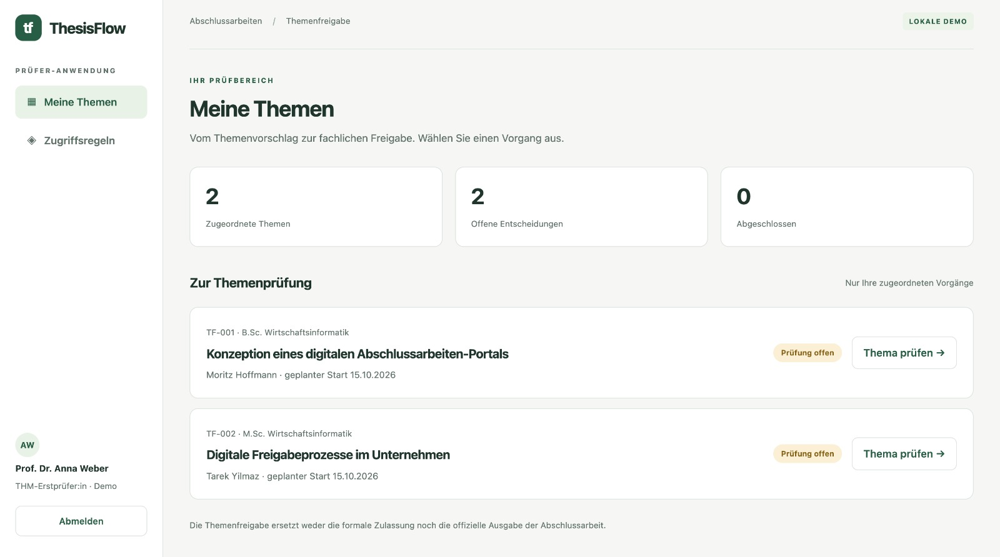 tf ThesisFlow
PRÜFER-ANWENDUNG
Meine Themen
Zugriffsregeln
AW
Prof. Dr. Anna Weber
THM-Erstprüfer:in · Demo
Abmelden
Abschlussarbeiten / Themenfreigabe
LOKALE DEMO
IHR PRÜFBEREICH
Meine Themen
Vom Themenvorschlag zur fachlichen Freigabe. Wählen Sie einen Vorgang aus.
2
Zugeordnete Themen
2
Offene Entscheidungen
0
Abgeschlossen
Zur Themenprüfung
Nur Ihre zugeordneten Vorgänge
TF-001 · B.Sc. Wirtschaftsinformatik
Konzeption eines digitalen Abschlussarbeiten-Portals
Moritz Hoffmann · geplanter Start 15.10.2026
Prüfung offen
Thema prüfen →
TF-002 · M.Sc. Wirtschaftsinformatik
Digitale Freigabeprozesse im Unternehmen
Tarek Yilmaz · geplanter Start 15.10.2026
Prüfung offen
Thema prüfen →
Die Themenfreigabe ersetzt weder die formale Zulassung noch die offizielle Ausgabe der Abschlussarbeit.